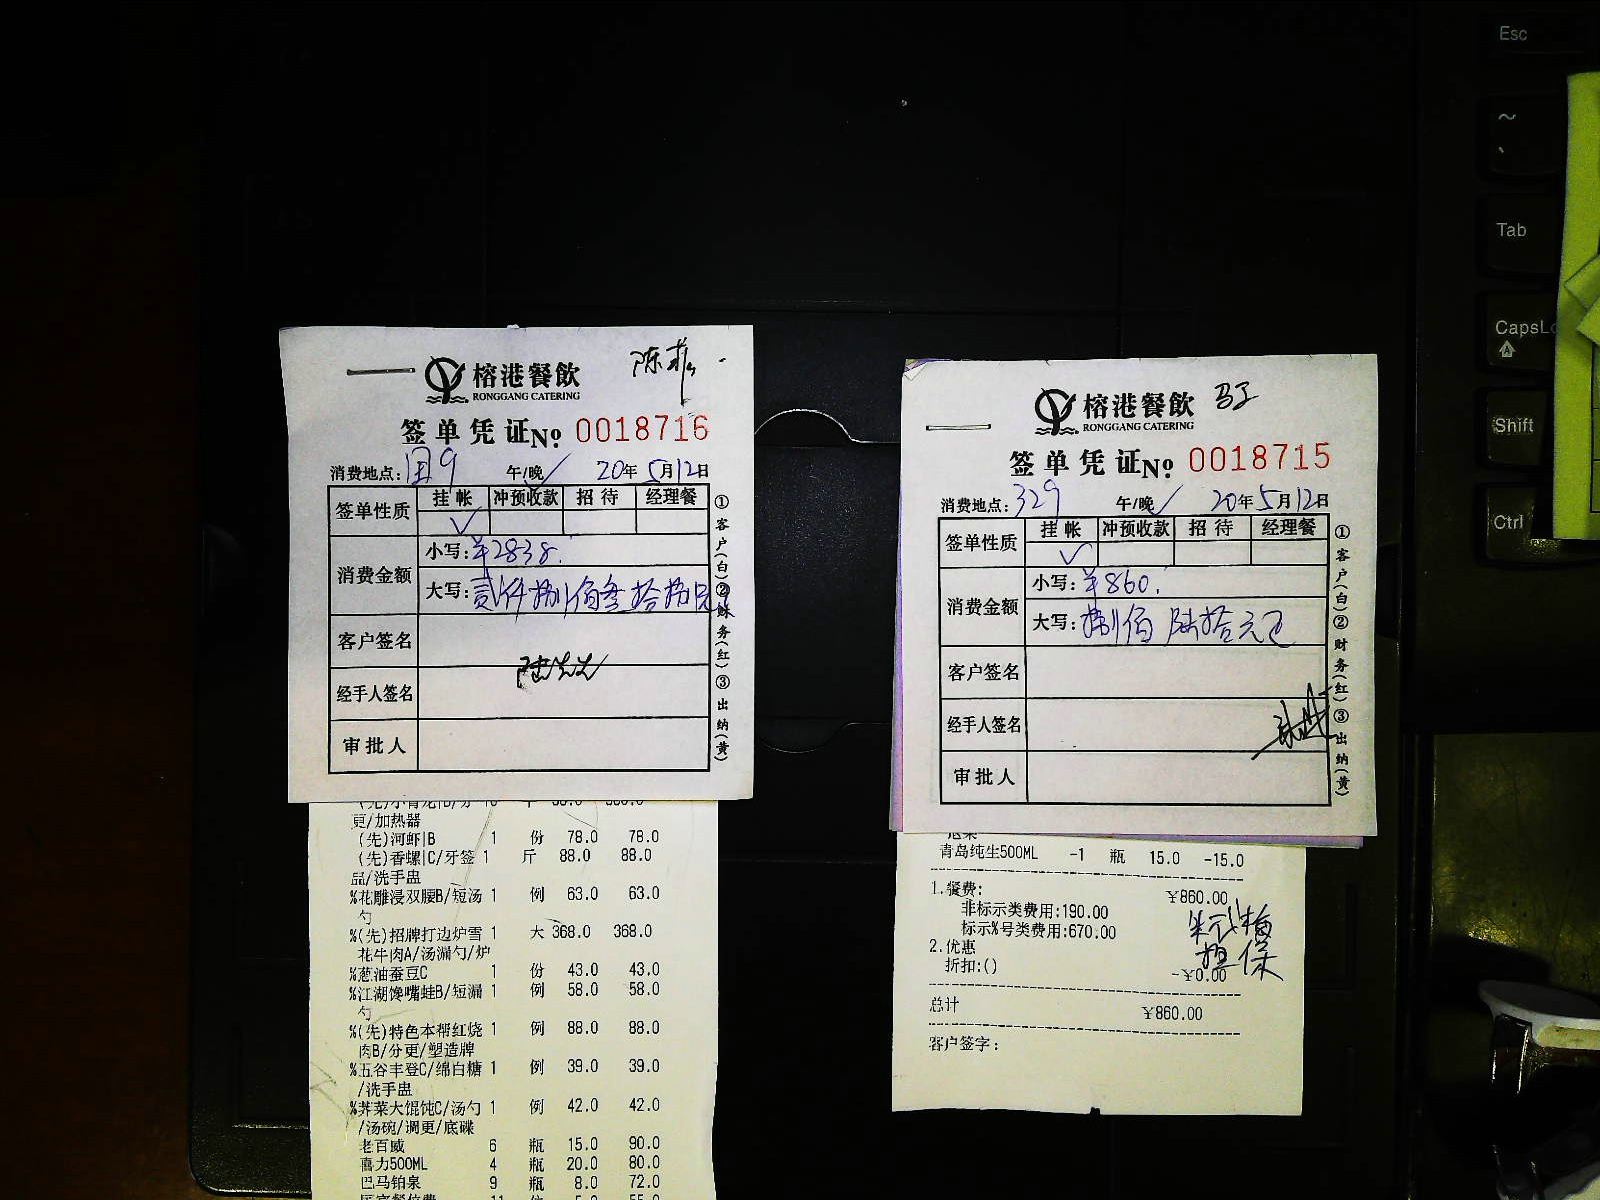 Esc
~
Tab
Shift
Ctrl
陈菲
榕港餐飲
RONGGANG CATERING
签单凭证No 0018716
消费地点: 国9 午/晚✓ 20年5月12日
签单性质 挂帐 冲预收款 招待 经理餐
✓
消费金额
小写:¥2838.
大写:贰仟捌佰叁拾捌元
客户签名
经手人签名
审批人
①客户(白)②财务(红)③出纳(黄)
更/加热器
(先)河虾|B 1 份 78.0 78.0
(先)香螺|C/牙签 1 斤 88.0 88.0
品/洗手盅
%花雕浸双腰B/短汤 1 例 63.0 63.0
勺
%(先)招牌打边炉雪 1 大 368.0 368.0
花牛肉A/汤漏勺/炉
%葱油蚕豆C 1 份 43.0 43.0
%江湖馋嘴蛙B/短漏 1 例 58.0 58.0
勺
%(先)特色本帮红烧 1 例 88.0 88.0
肉B/分更/塑造牌
%五谷丰登C/绵白糖 1 例 39.0 39.0
/洗手盅
%荠菜大馄饨C/汤勺 1 例 42.0 42.0
/汤碗/调更/底碟
老百威 6 瓶 15.0 90.0
喜力500ML 4 瓶 20.0 80.0
巴马铂泉 9 瓶 8.0 72.0
榕港餐飲
RONGGANG CATERING
马工
签单凭证No 0018715
消费地点: 329 午/晚✓ 20年5月12日
签单性质 挂帐 冲预收款 招待 经理餐
✓
消费金额
小写:¥860.
大写:捌佰陆拾元正
客户签名
经手人签名
审批人
①客户(白)②财务(红)③出纳(黄)
青岛纯生500ML -1 瓶 15.0 -15.0
1.餐费: ¥860.00
非标示类费用:190.00
标示%号类费用:670.00
2.优惠
担保
折扣:() -¥0.00
总计 ¥860.00
客户签字: